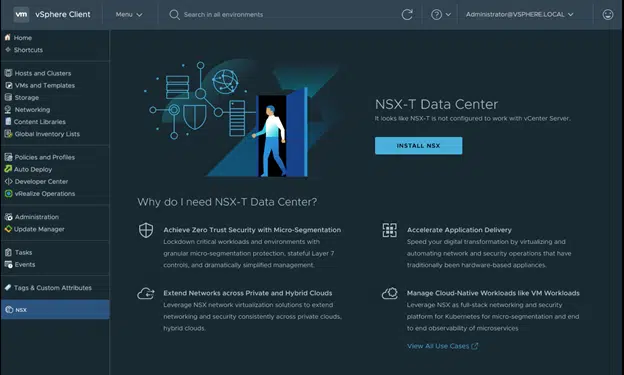 vm vSphere Client Menu Search in all environments Administrator@VSPHERE.LOCAL
Home
Shortcuts
Hosts and Clusters
VMs and Templates
Storage
Networking
Content Libraries
Global Inventory Lists
Policies and Profiles
Auto Deploy
Developer Center
vRealize Operations
Administration
Update Manager
Tasks
Events
Tags & Custom Attributes
NSX
NSX-T Data Center
It looks like NSX-T is not configured to work with vCenter Server.
INSTALL NSX
Why do I need NSX-T Data Center?
Achieve Zero Trust Security with Micro-Segmentation
Lockdown critical workloads and environments with
granular micro-segmentation protection, stateful Layer 7
controls, and dramatically simplified management.
Accelerate Application Delivery
Speed your digital transformation by virtualizing and
automating network and security operations that have
traditionally been hardware-based appliances.
Extend Networks across Private and Hybrid Clouds
Leverage NSX network virtualization solutions to extend
networking and security consistently across private clouds,
hybrid clouds.
Manage Cloud-Native Workloads like VM Workloads
Leverage NSX as full-stack networking and security
platform for Kubernetes for micro-segmentation and end
to end observability of microservices
View All Use Cases